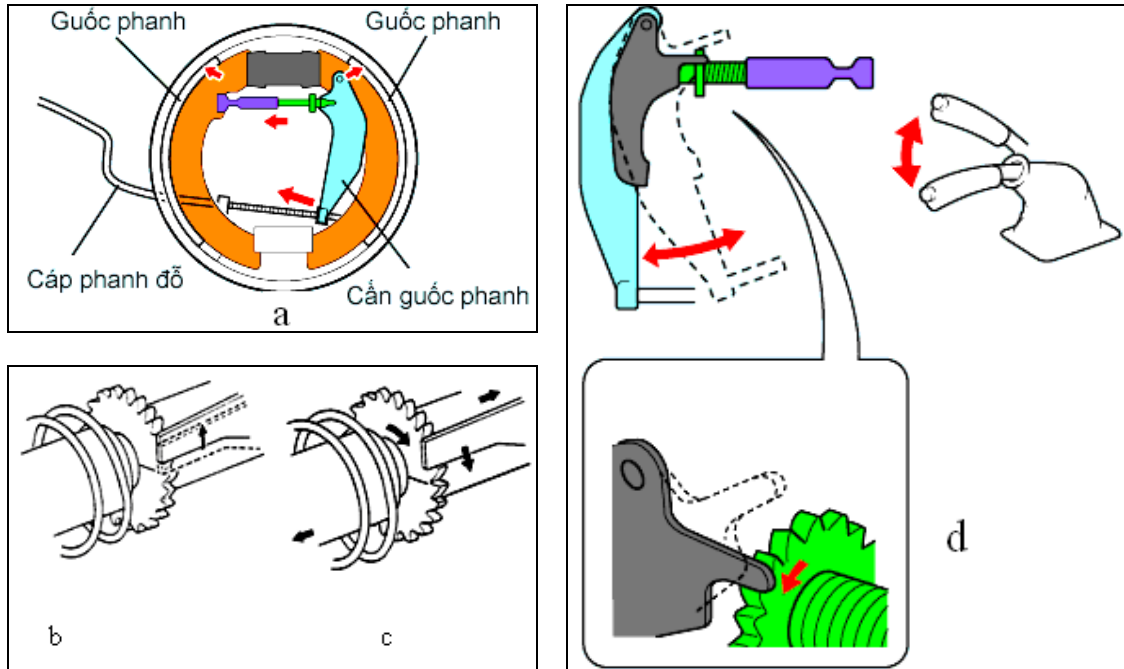 Guốc phanh
Guốc phanh
Cáp phanh đỗ
Cần guốc phanh
a
b
c
d